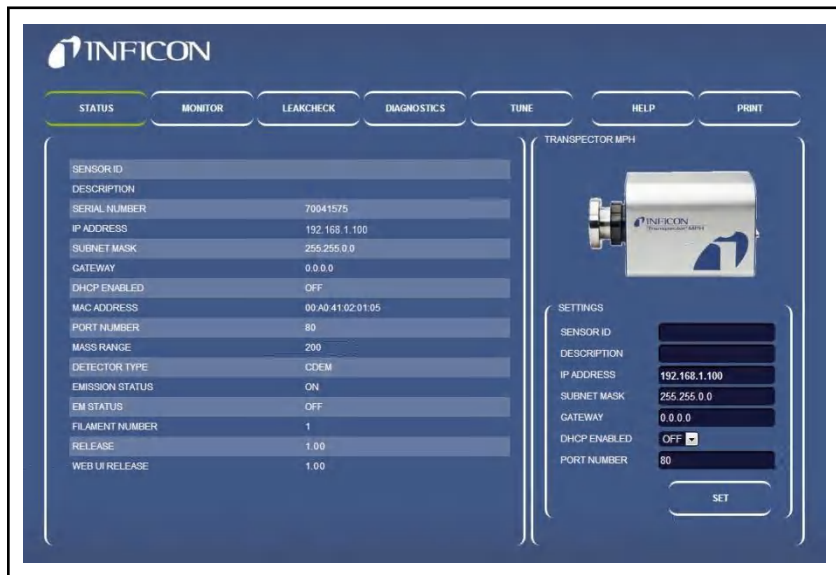 INFICON
STATUS MONITOR LEAKCHECK DIAGNOSTICS TUNE HELP PRINT
SENSOR ID
DESCRIPTION
SERIAL NUMBER 70041575
IP ADDRESS 192.168.1.100
SUBNET MASK 255.255.0.0
GATEWAY 0.0.0.0
DHCP ENABLED OFF
MAC ADDRESS 00:A0:41:02:01:05
PORT NUMBER 80
MASS RANGE 200
DETECTOR TYPE CDEM
EMISSION STATUS ON
EM STATUS OFF
FILAMENT NUMBER 1
RELEASE 1.00
WEB UI RELEASE 1.00
TRANSPECTOR MPH
INFICON
Transpector MPH
SETTINGS
SENSOR ID
DESCRIPTION
IP ADDRESS 192.168.1.100
SUBNET MASK 255.255.0.0
GATEWAY 0.0.0.0
DHCP ENABLED OFF
PORT NUMBER 80
SET